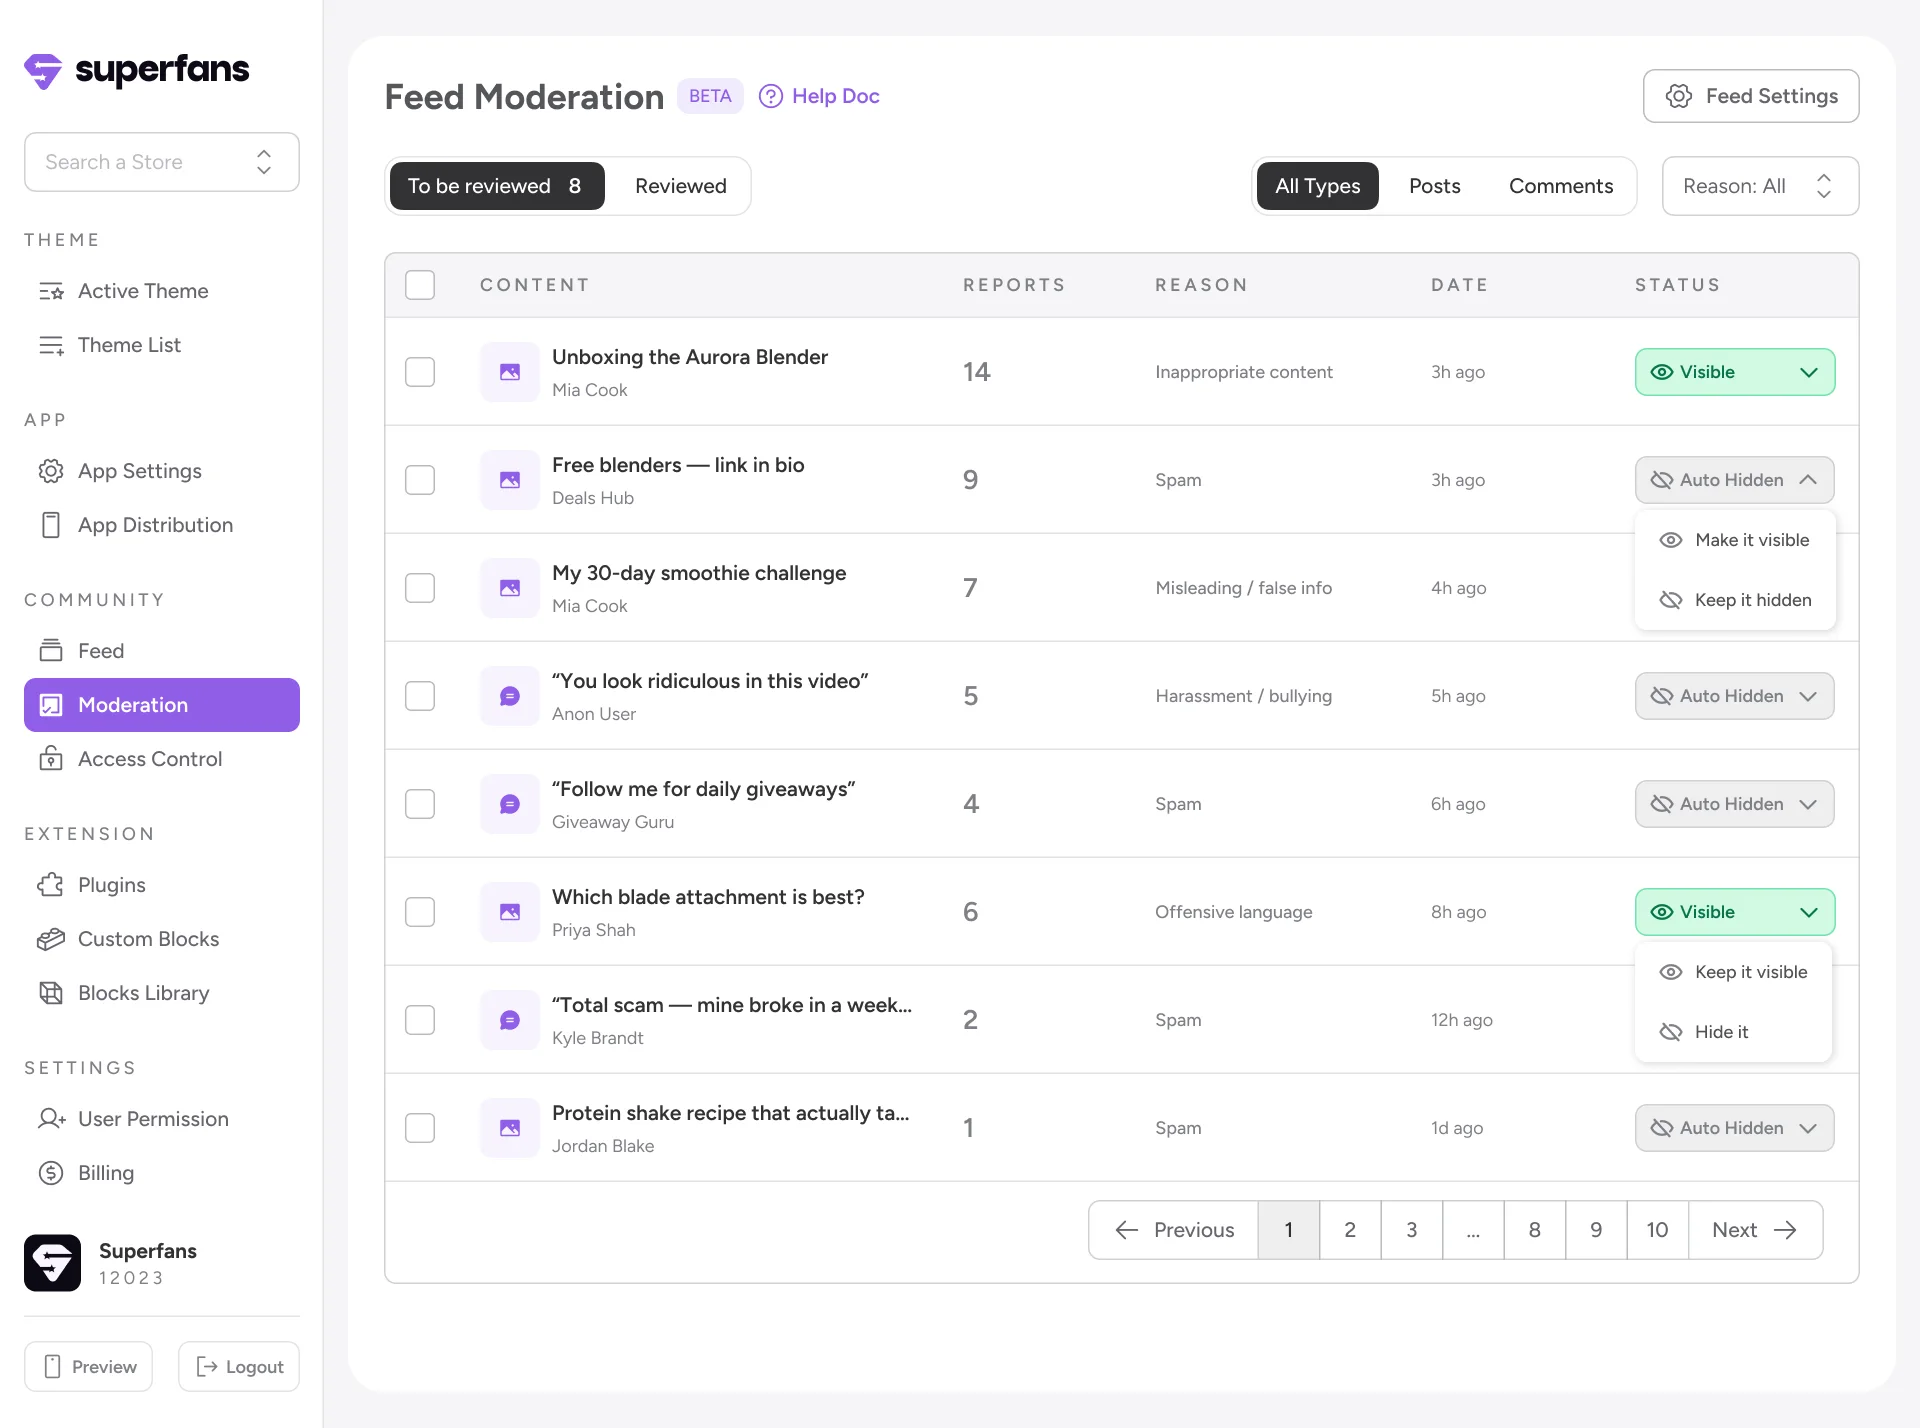 superfans
Search a Store
THEME
Active Theme
Theme List
APP
App Settings
App Distribution
COMMUNITY
Feed
Moderation
Access Control
EXTENSION
Plugins
Custom Blocks
Blocks Library
SETTINGS
User Permission
Billing
Superfans
12023
Preview Logout
Feed Moderation BETA Help Doc Feed Settings
To be reviewed 8 Reviewed All Types Posts Comments Reason: All
CONTENT REPORTS REASON DATE STATUS
Unboxing the Aurora Blender
Mia Cook
14 Inappropriate content 3h ago Visible
Free blenders — link in bio
Deals Hub
9 Spam 3h ago Auto Hidden
Make it visible
Keep it hidden
My 30-day smoothie challenge
Mia Cook
7 Misleading / false info 4h ago
“You look ridiculous in this video”
Anon User
5 Harassment / bullying 5h ago Auto Hidden
“Follow me for daily giveaways”
Giveaway Guru
4 Spam 6h ago Auto Hidden
Which blade attachment is best?
Priya Shah
6 Offensive language 8h ago Visible
Keep it visible
Hide it
“Total scam — mine broke in a week...
Kyle Brandt
2 Spam 12h ago
Protein shake recipe that actually ta...
Jordan Blake
1 Spam 1d ago Auto Hidden
Previous 1 2 3 ... 8 9 10 Next